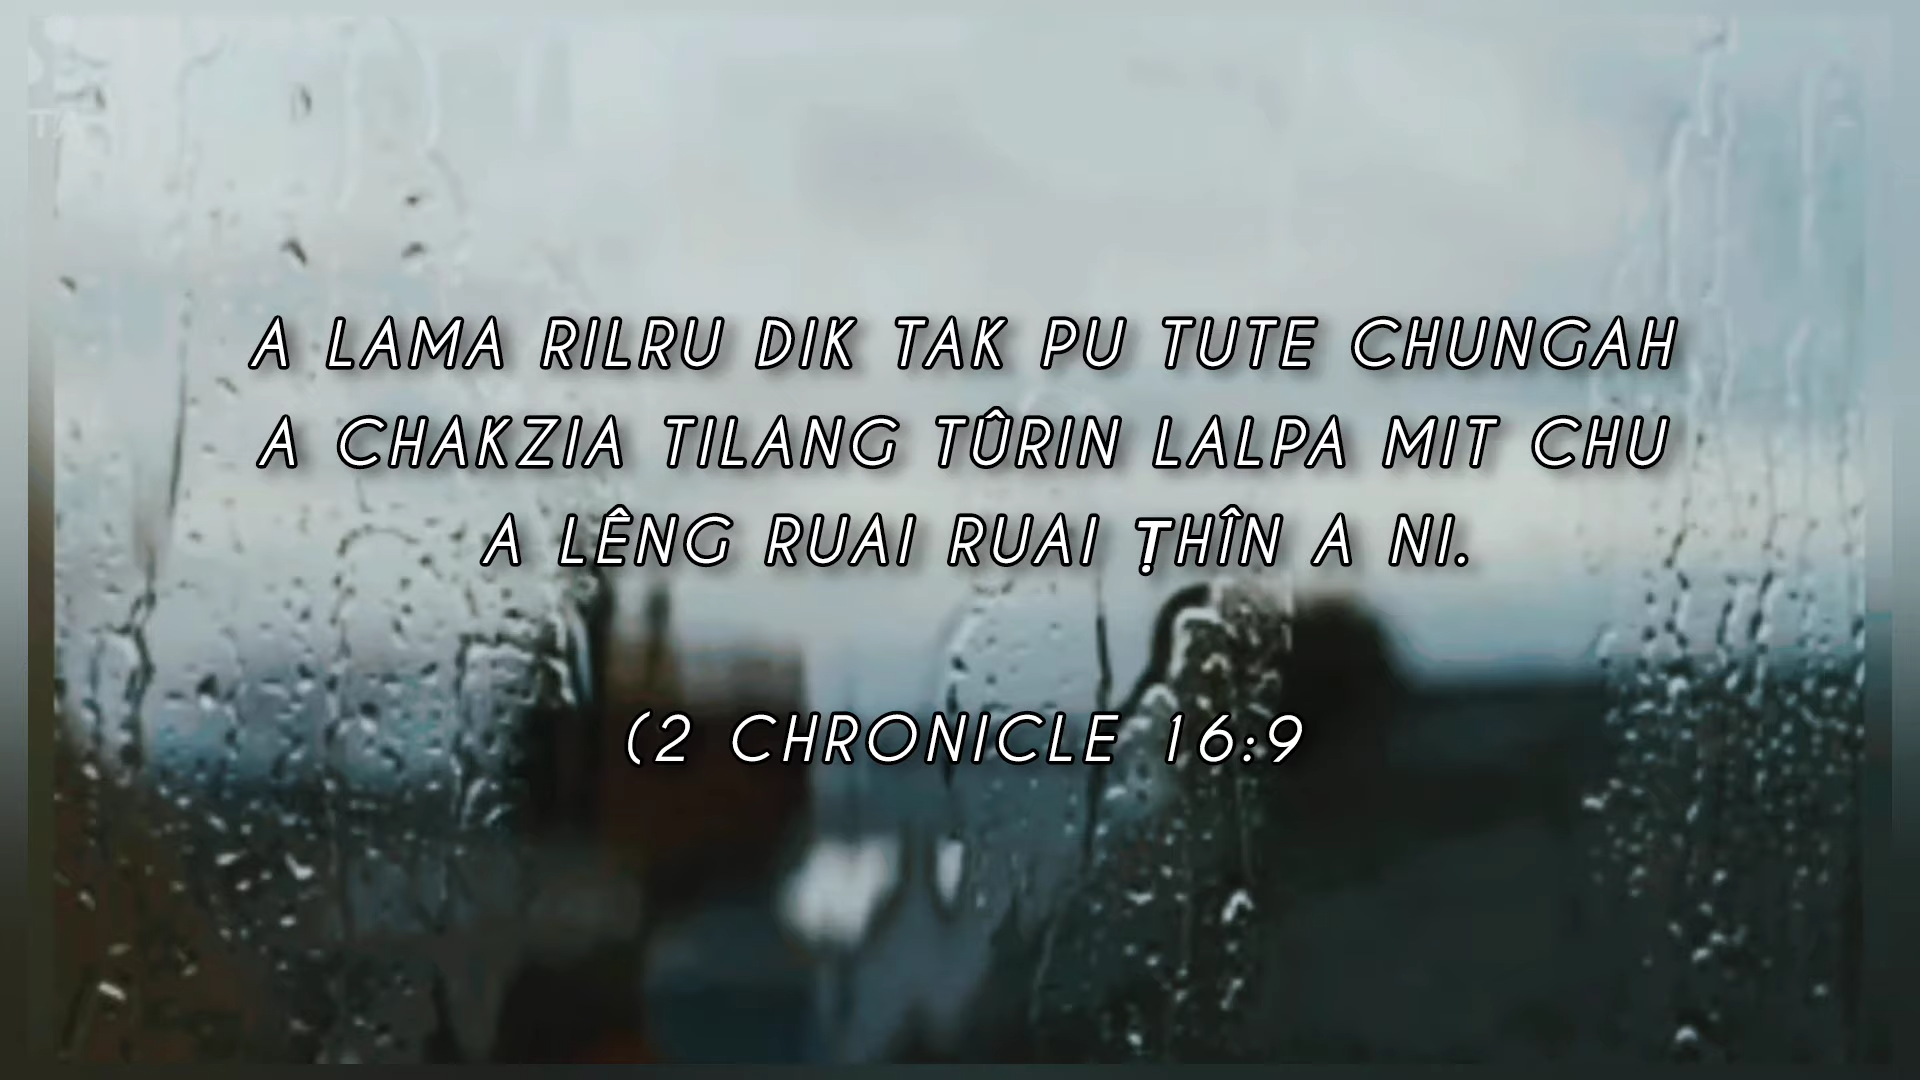 A LAMA RILRU DIK TAK PU TUTE CHUNGAH
A CHAKZIA TILANG TÛRIN LALPA MIT CHU
A LÊNG RUAI RUAI ṬHÎN A NI.
(2 CHRONICLE 16:9